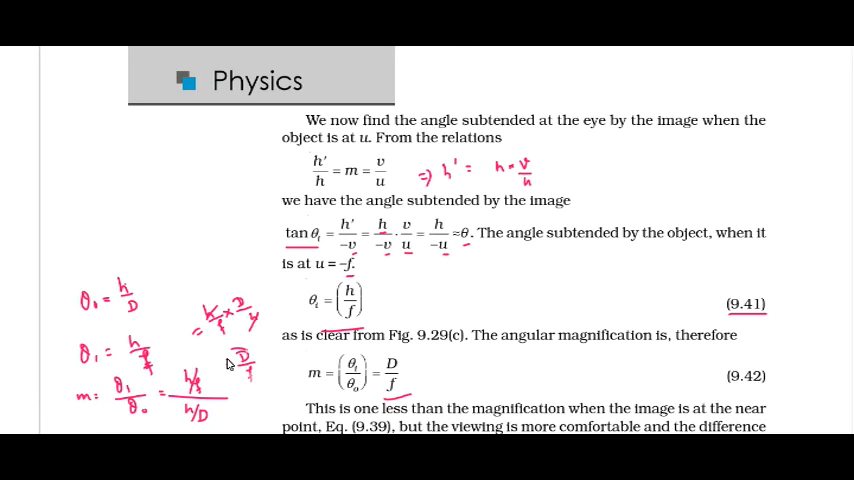 Physics
We now find the angle subtended at the eye by the image when the
object is at u. From the relations
h'/h = m = v/u ⇒ h' = h · v/h
we have the angle subtended by the image
tan θi = h'/−v = h/−v · v/u = h/−u ≈ θ. The angle subtended by the object, when it
is at u = –f.
θi = (h/f) (9.41)
as is clear from Fig. 9.29(c). The angular magnification is, therefore
m = (θi/θo) = D/f (9.42)
This is one less than the magnification when the image is at the near
point, Eq. (9.39), but the viewing is more comfortable and the difference
θo = h/D
θi = h/f
m = θi/θo = h/f / h/D
= h/f × D/h
D/f